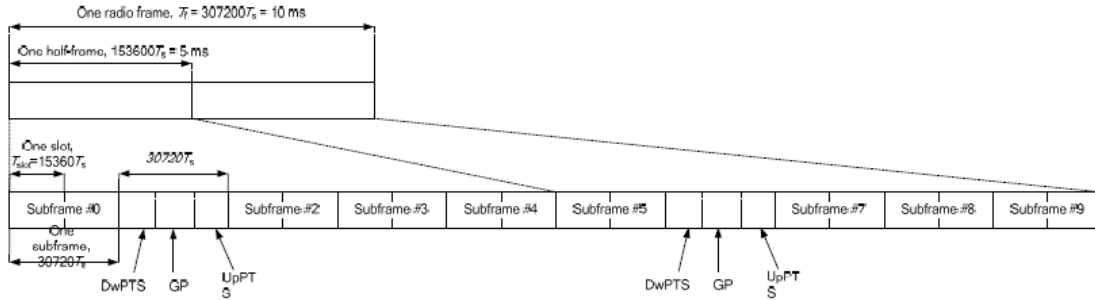 One radio frame, Tf = 307200Ts = 10 ms
One half-frame, 153600Ts = 5 ms
One slot,
Tslot=15360Ts
30720Ts
Subframe #0
Subframe #2
Subframe #3
Subframe #4
Subframe #5
Subframe #7
Subframe #8
Subframe #9
One
subframe,
30720Ts
DwPTS
GP
UpPT
S
DwPTS
GP
UpPT
S